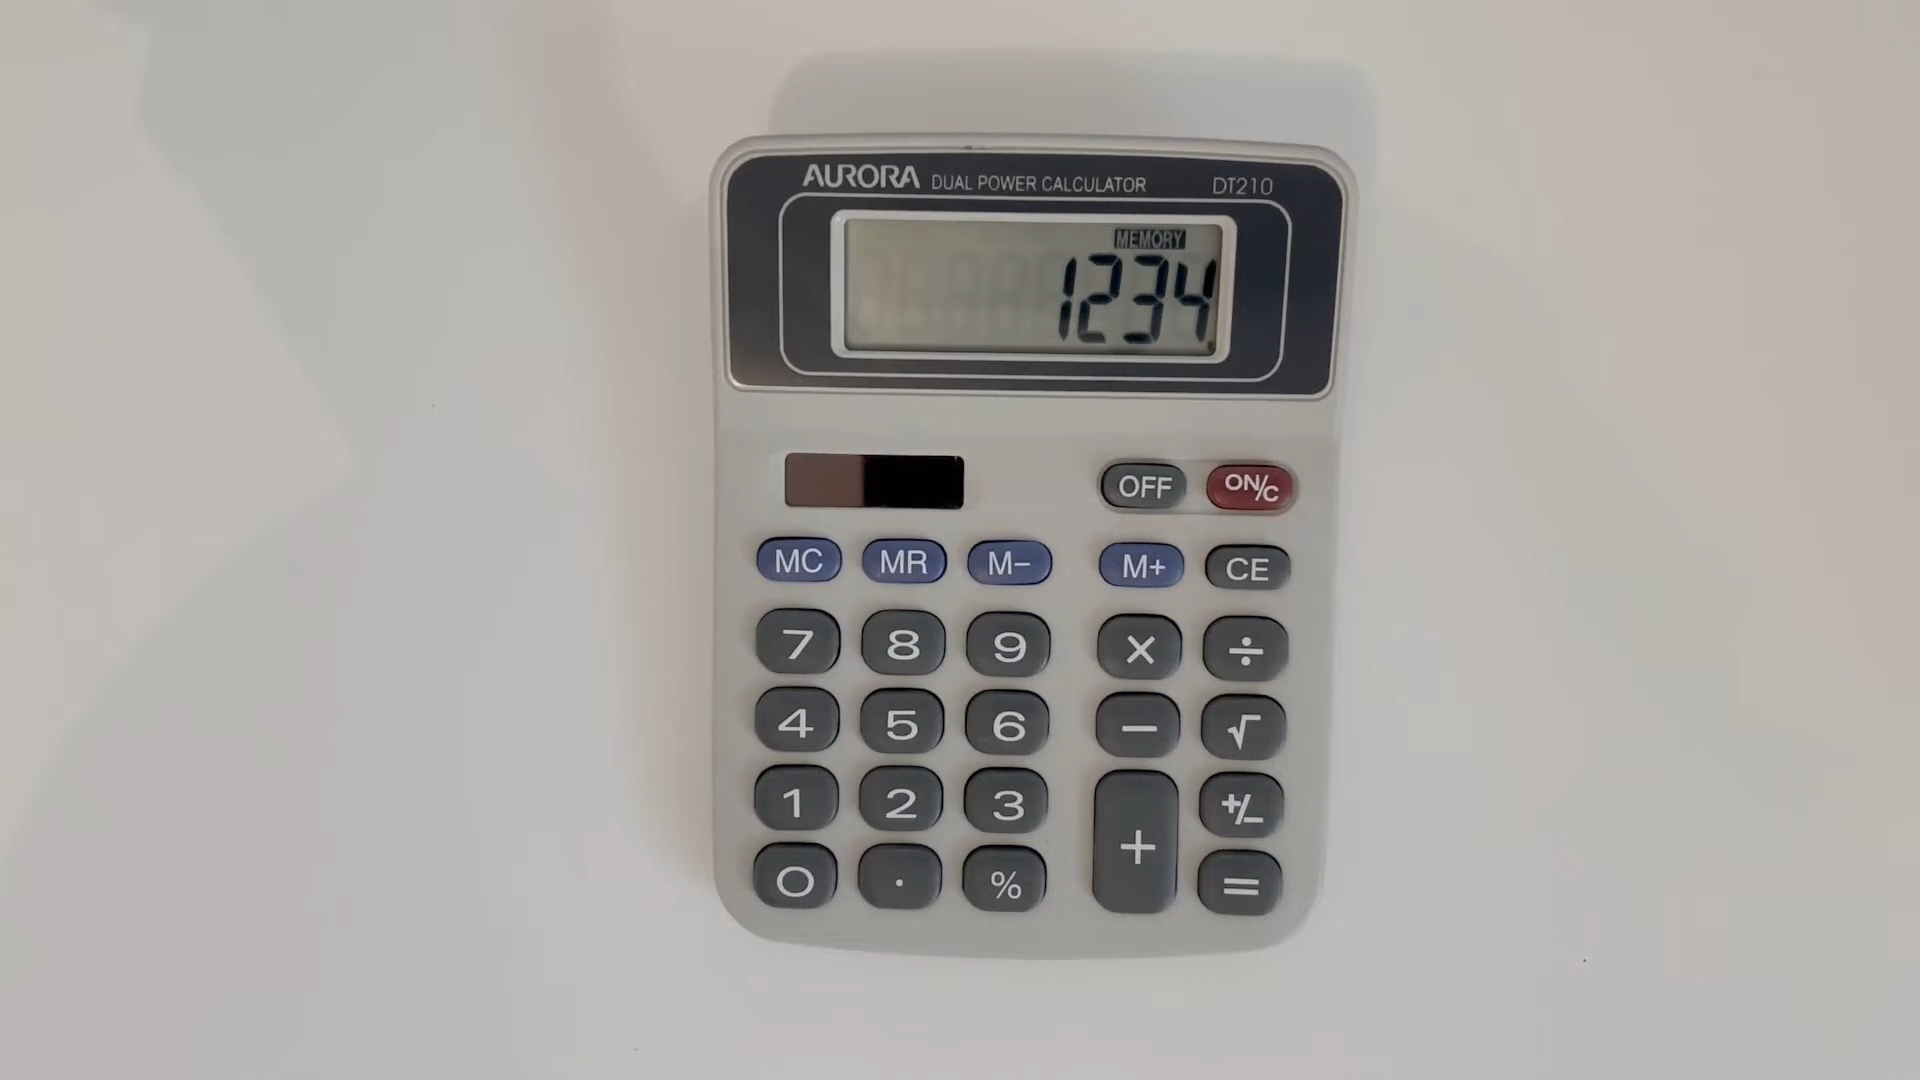 AURORA DUAL POWER CALCULATOR DT210
MEMORY
1234.
OFF ON/C
MC MR M− M+ CE
7 8 9 × ÷
4 5 6 − √
1 2 3 + +/−
0 . % =